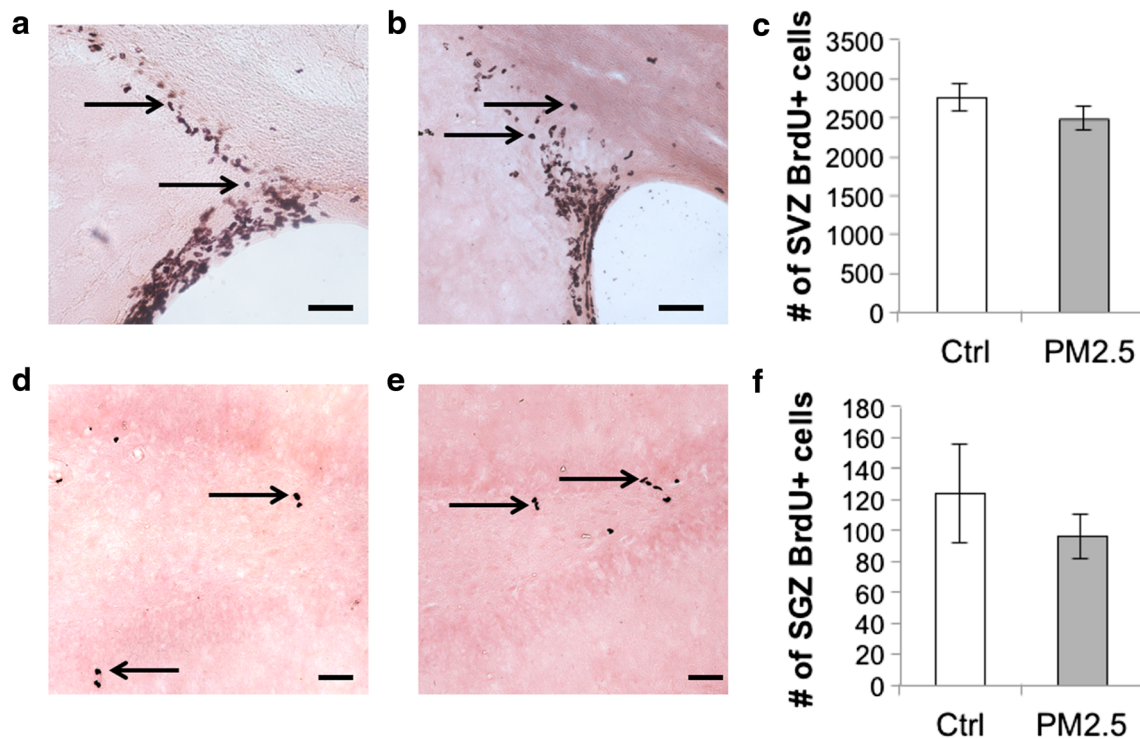 a
b
c
# of SVZ BrdU+ cells
3500
3000
2500
2000
1500
1000
500
0
Ctrl PM2.5
d
e
f
# of SGZ BrdU+ cells
180
160
140
120
100
80
60
40
20
0
Ctrl PM2.5